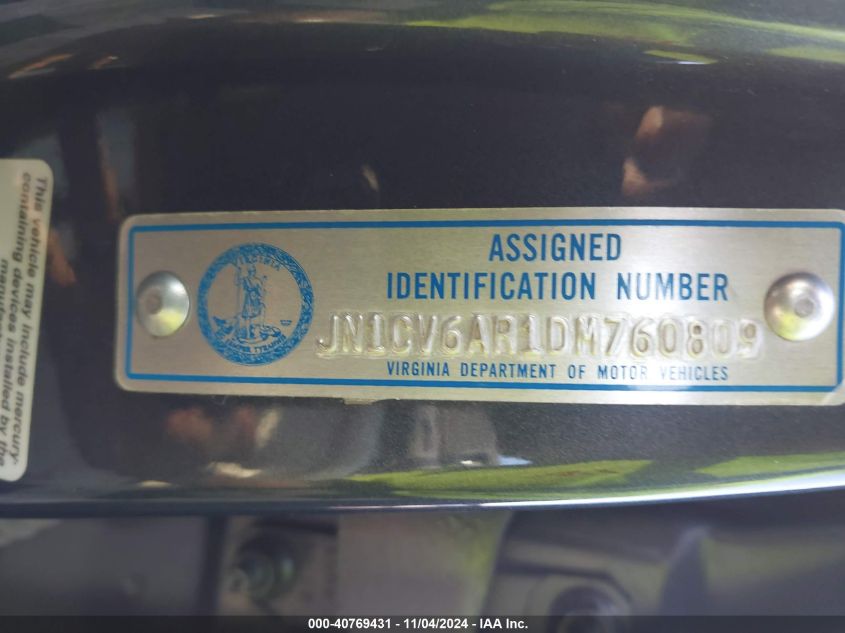 This vehicle may include mercury
containing devices installed by the
ASSIGNED
IDENTIFICATION NUMBER
VIRGINIA
JN1CV6AR1DM760809
VIRGINIA DEPARTMENT OF MOTOR VEHICLES
000-40769431 - 11/04/2024 - IAA Inc.